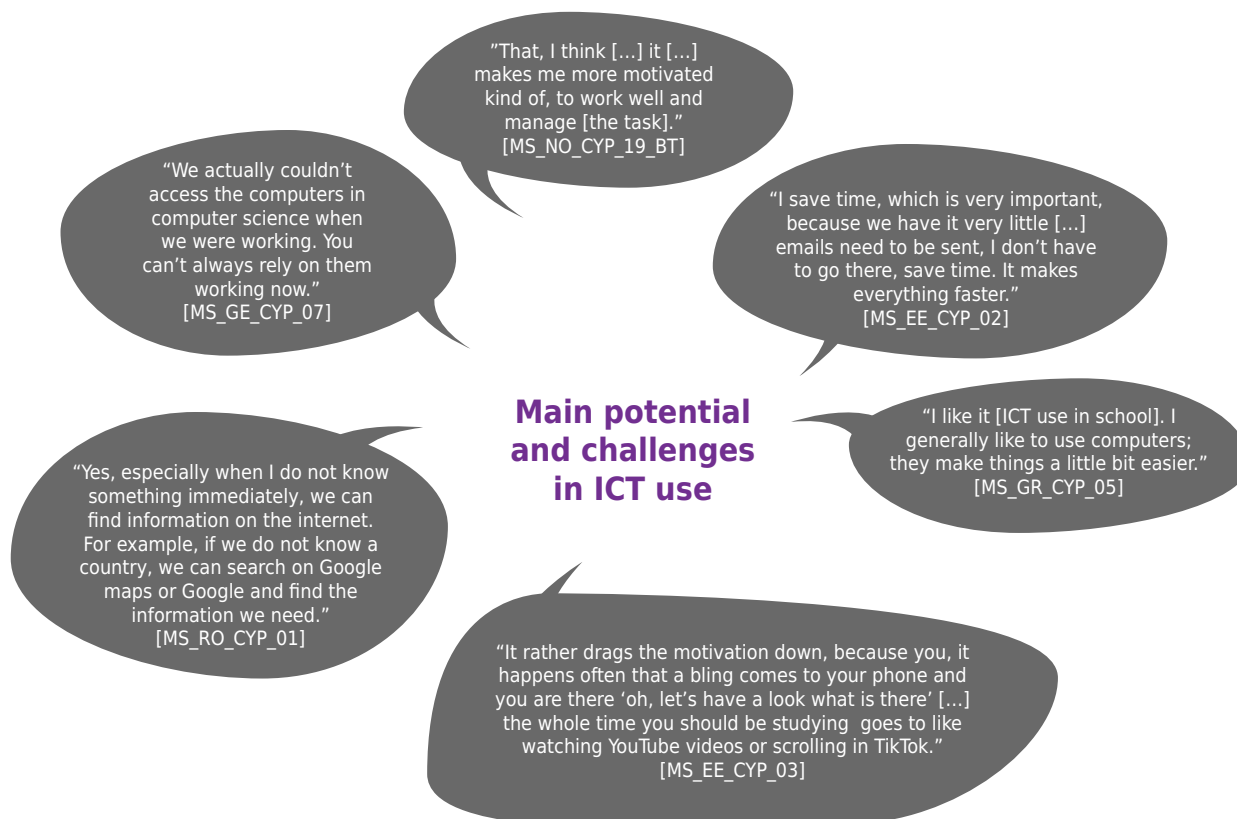 ”That, I think [...] it [...]
makes me more motivated
kind of, to work well and
manage [the task].”
[MS_NO_CYP_19_BT]
“We actually couldn’t
access the computers in
computer science when
we were working. You
can’t always rely on them
working now.”
[MS_GE_CYP_07]
“I save time, which is very important,
because we have it very little [...]
emails need to be sent, I don’t have
to go there, save time. It makes
everything faster.”
[MS_EE_CYP_02]
Main potential
and challenges
in ICT use
“I like it [ICT use in school]. I
generally like to use computers;
they make things a little bit easier.”
[MS_GR_CYP_05]
“Yes, especially when I do not know
something immediately, we can
find information on the internet.
For example, if we do not know a
country, we can search on Google
maps or Google and find the
information we need.”
[MS_RO_CYP_01]
“It rather drags the motivation down, because you, it
happens often that a bling comes to your phone and
you are there ‘oh, let’s have a look what is there’ [...]
the whole time you should be studying  goes to like
watching YouTube videos or scrolling in TikTok.”
[MS_EE_CYP_03]